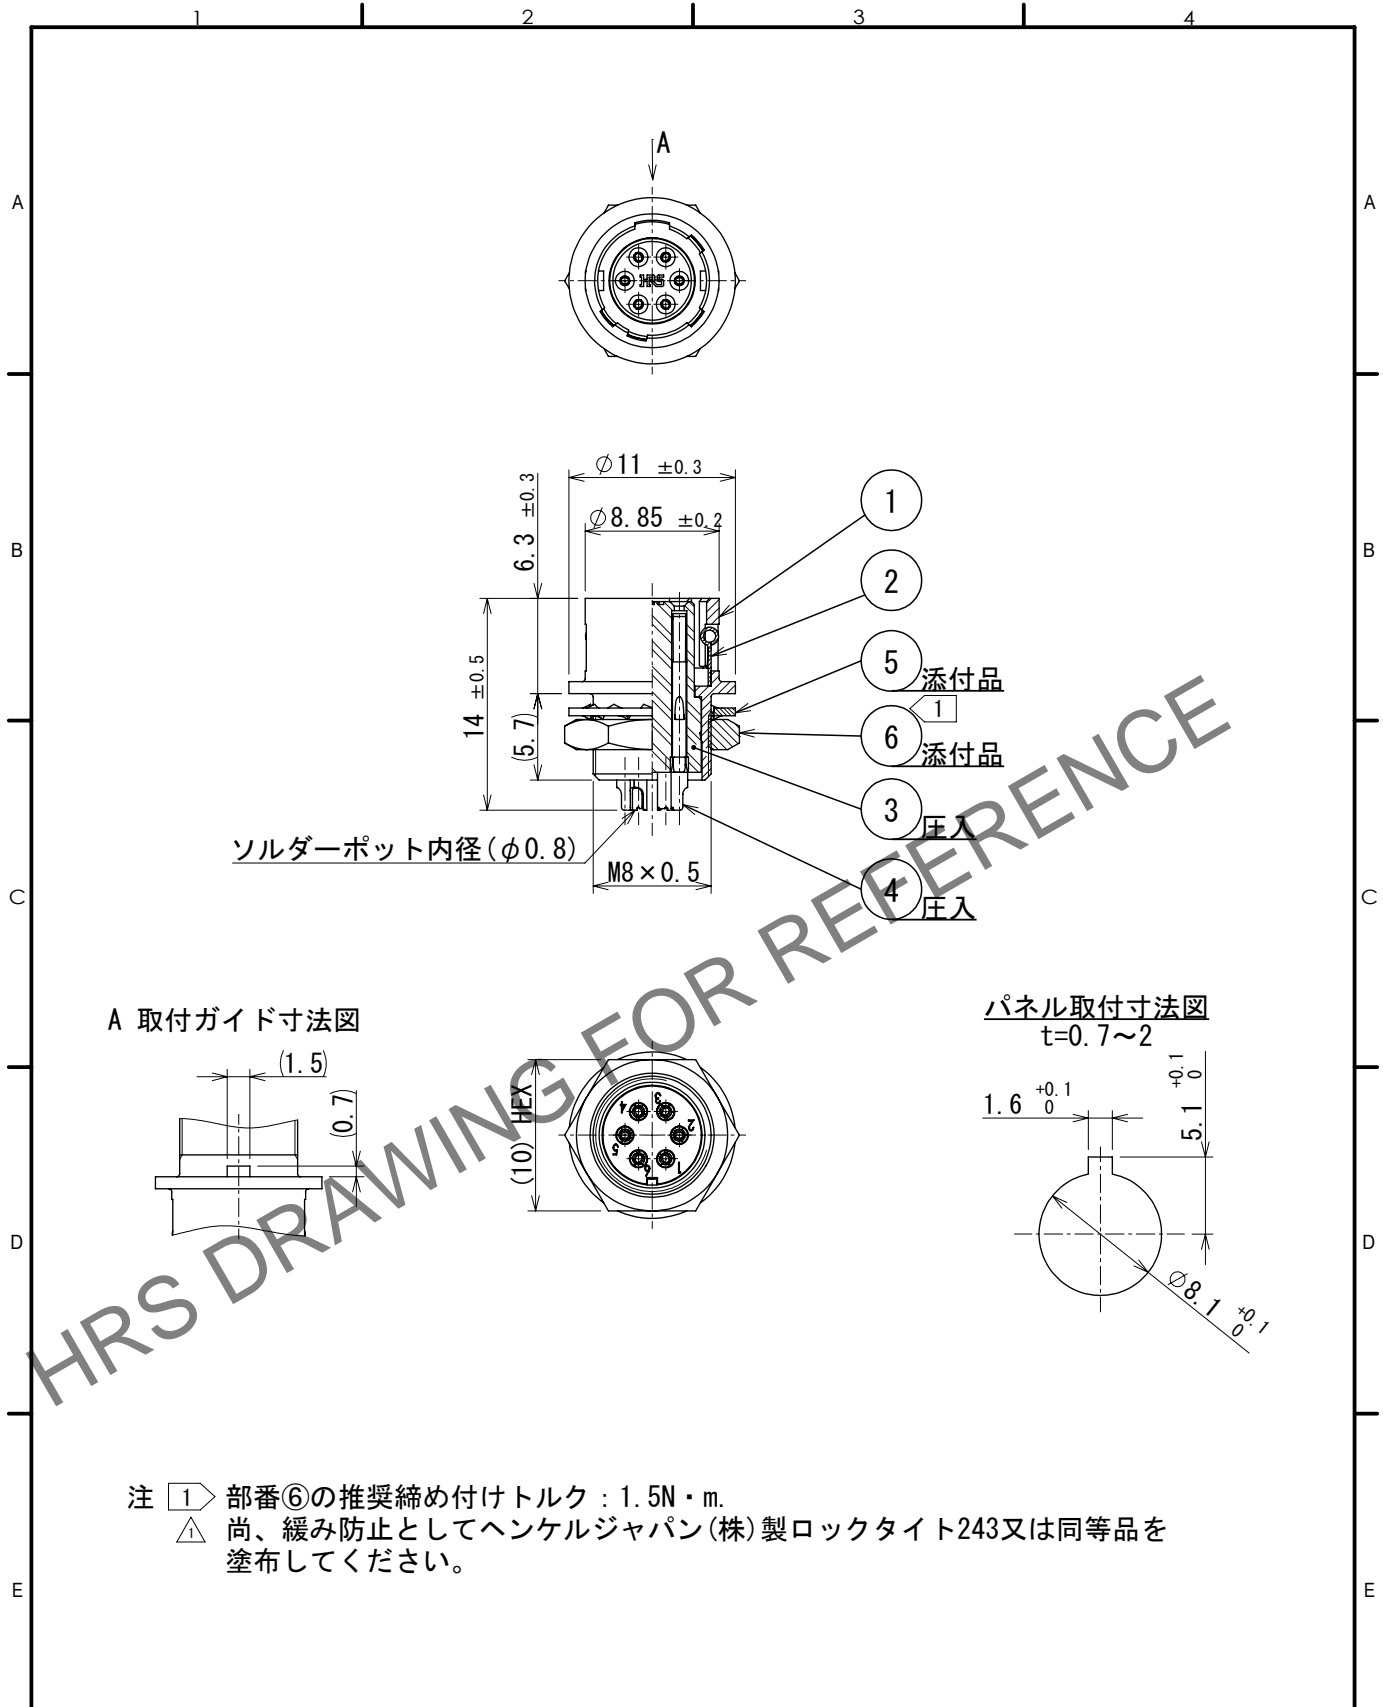 1 2 3 4
A
A A
HRS
⌀11 ±0.3
6.3 ±0.3
⌀8.85 ±0.2
1
B B
2
14 ±0.5
5 添付品
1
(5.7)
6 添付品
3 圧入
ソルダーポット内径(φ0.8)
M8×0.5
4 圧入
C C
A 取付ガイド寸法図
パネル取付寸法図
t=0.7～2
(1.5)
(0.7)
(10) HEX
1 2 3 4 5 6
1.6 +0.1 0
5.1 +0.1 0
⌀8.1 +0.1 0
D D
HRS DRAWING FOR REFERENCE
注 1 部番⑥の推奨締め付けトルク：1.5N・m.
1 尚、緩み防止としてヘンケルジャパン(株)製ロックタイト243又は同等品を
塗布してください。
E E